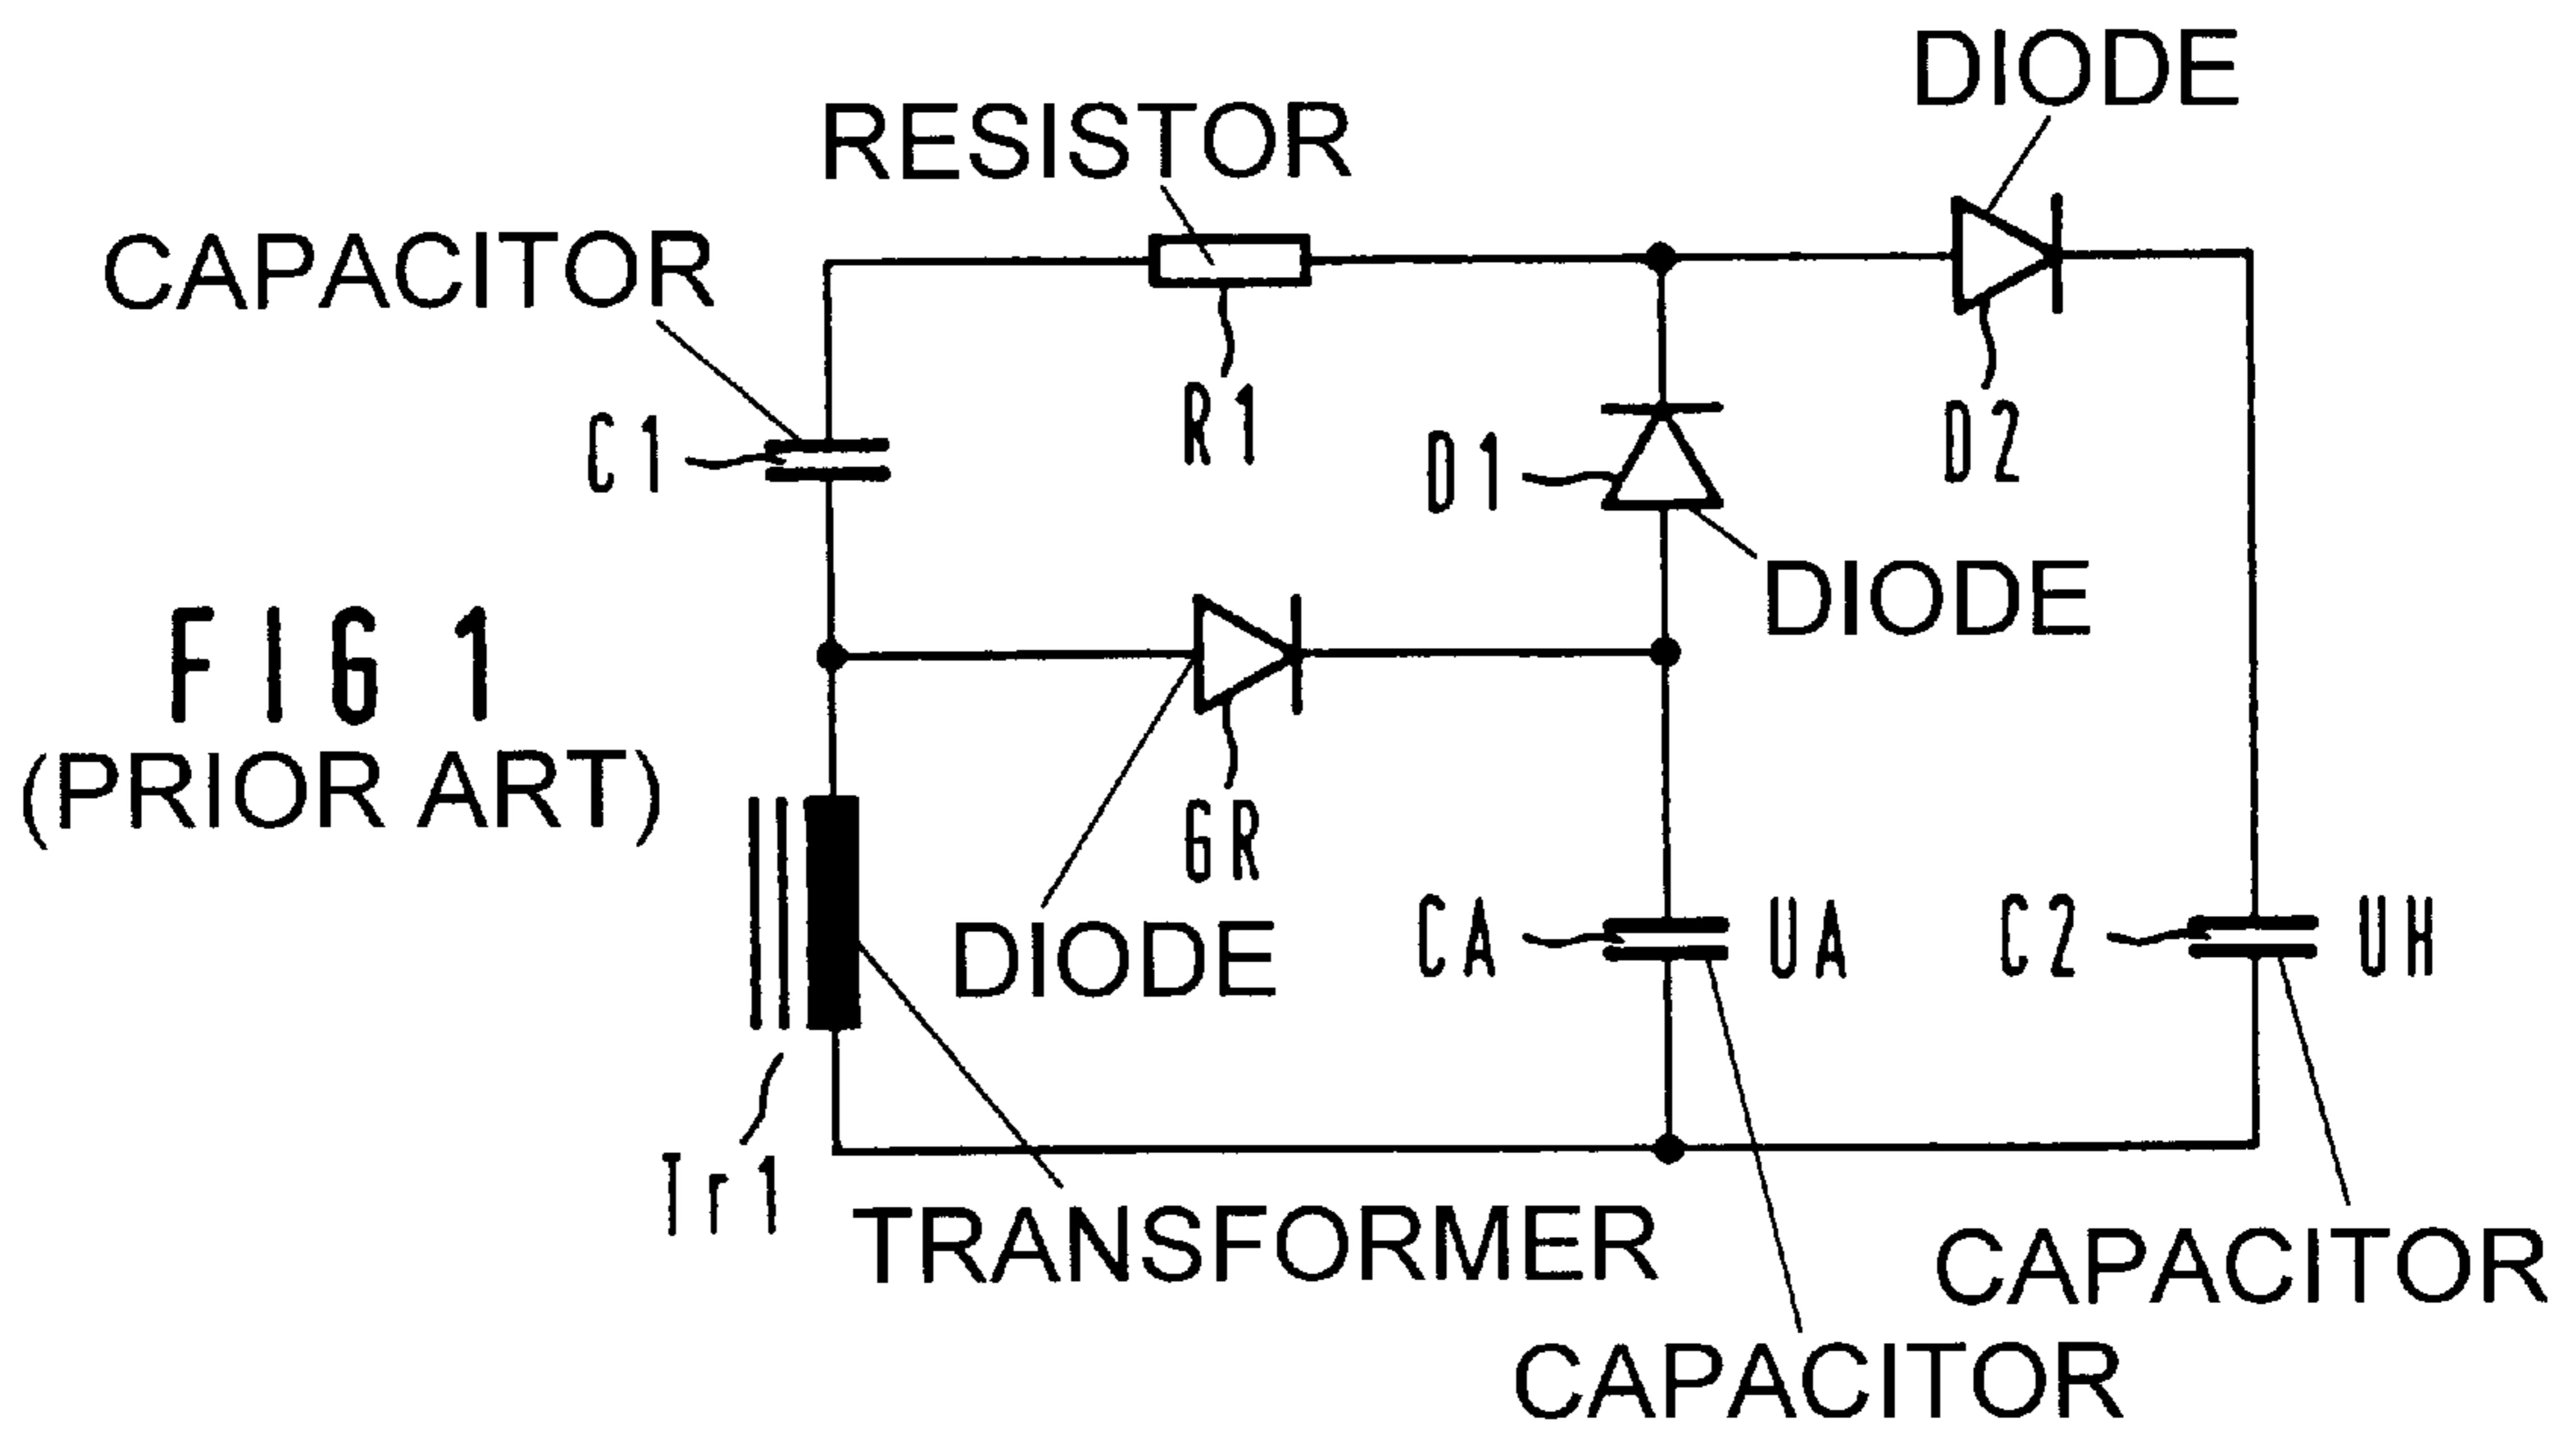 DIODE
RESISTOR
CAPACITOR
C1
R1
D1
D2
DIODE
FIG 1
(PRIOR ART)
GR
DIODE
CA
UA
C2
UH
Tr1
TRANSFORMER
CAPACITOR
CAPACITOR